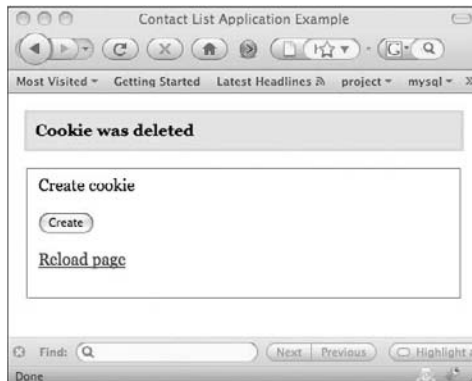 Contact List Application Example
Most Visited Getting Started Latest Headlines project mysql
Cookie was deleted
Create cookie
Create
Reload page
Find: Next Previous Highlight
Done